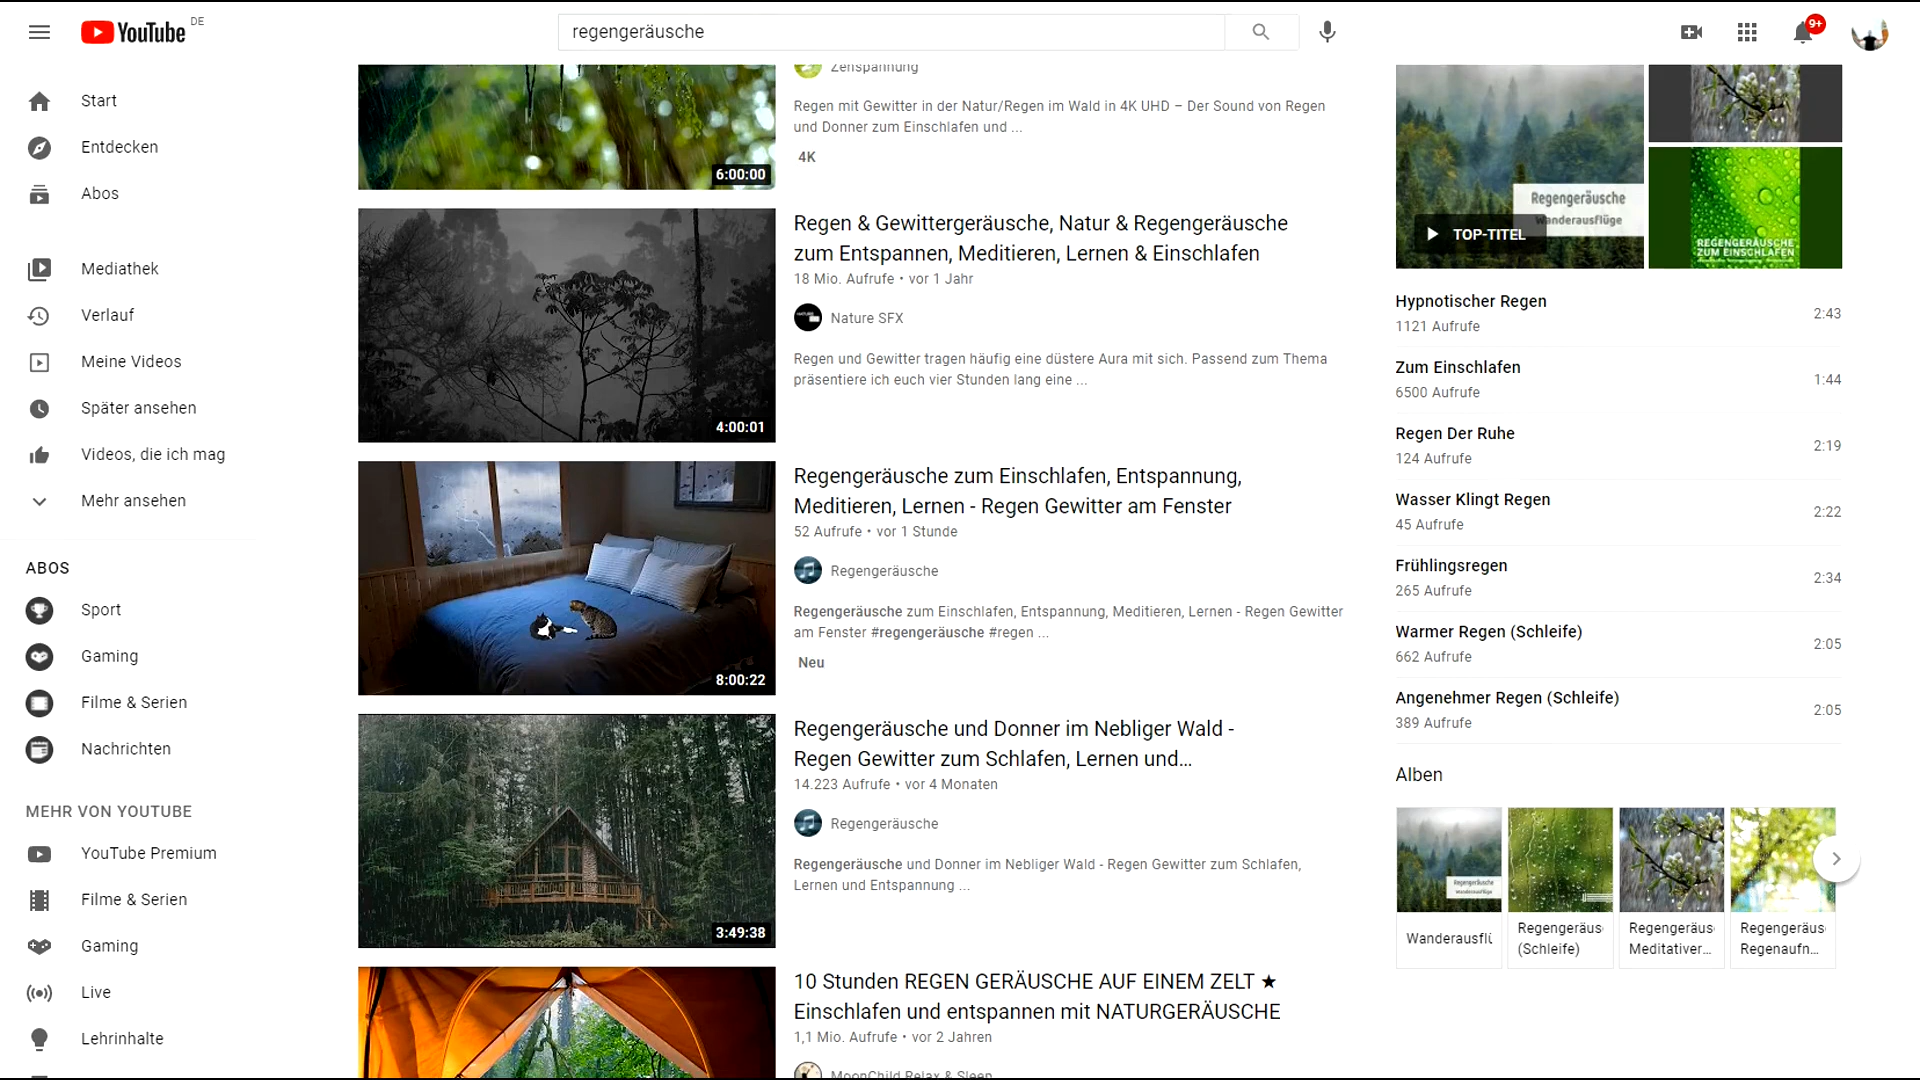 YouTube DE
regengeräusche
9+
Start
Entdecken
Abos
Mediathek
Verlauf
Meine Videos
Später ansehen
Videos, die ich mag
Mehr ansehen
ABOS
Sport
Gaming
Filme & Serien
Nachrichten
MEHR VON YOUTUBE
YouTube Premium
Filme & Serien
Gaming
Live
Lehrinhalte
6:00:00
Zenspannung
Regen mit Gewitter in der Natur/Regen im Wald in 4K UHD – Der Sound von Regen
und Donner zum Einschlafen und ...
4K
4:00:01
Regen & Gewittergeräusche, Natur & Regengeräusche
zum Entspannen, Meditieren, Lernen & Einschlafen
18 Mio. Aufrufe • vor 1 Jahr
Nature SFX
Regen und Gewitter tragen häufig eine düstere Aura mit sich. Passend zum Thema
präsentiere ich euch vier Stunden lang eine ...
8:00:22
Regengeräusche zum Einschlafen, Entspannung,
Meditieren, Lernen - Regen Gewitter am Fenster
52 Aufrufe • vor 1 Stunde
Regengeräusche
Regengeräusche zum Einschlafen, Entspannung, Meditieren, Lernen - Regen Gewitter
am Fenster #regengeräusche #regen ...
Neu
3:49:38
Regengeräusche und Donner im Nebliger Wald -
Regen Gewitter zum Schlafen, Lernen und...
14.223 Aufrufe • vor 4 Monaten
Regengeräusche
Regengeräusche und Donner im Nebliger Wald - Regen Gewitter zum Schlafen,
Lernen und Entspannung ...
10 Stunden REGEN GERÄUSCHE AUF EINEM ZELT ★
Einschlafen und entspannen mit NATURGERÄUSCHE
1,1 Mio. Aufrufe • vor 2 Jahren
MoonChild Relax & Sleep
Regengeräusche
Wanderausflüge
TOP-TITEL
REGENGERÄUSCHE
ZUM EINSCHLAFEN
Hypnotischer Regen
1121 Aufrufe
2:43
Zum Einschlafen
6500 Aufrufe
1:44
Regen Der Ruhe
124 Aufrufe
2:19
Wasser Klingt Regen
45 Aufrufe
2:22
Frühlingsregen
265 Aufrufe
2:34
Warmer Regen (Schleife)
662 Aufrufe
2:05
Angenehmer Regen (Schleife)
389 Aufrufe
2:05
Alben
Regengeräusche
Wanderausflüge
Wanderausflü
Regengeräus
(Schleife)
Regengeräus
Meditativer...
Regengeräus
Regenaufn...